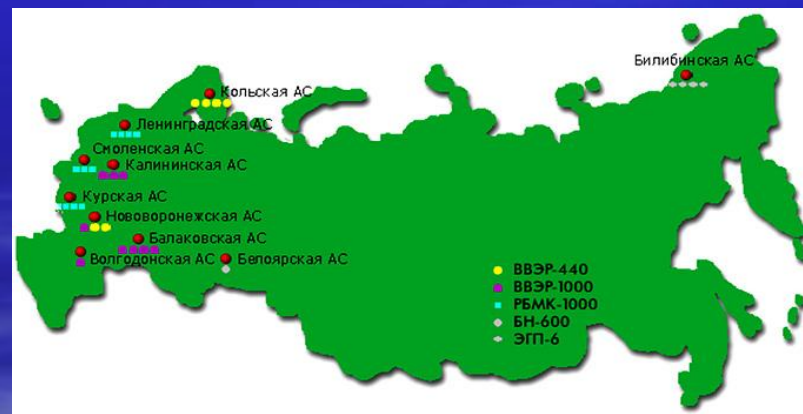 Билибинская АС
Кольская АС
Ленинградская АС
Смоленская АС
Калининская АС
Курская АС
Нововоронежская АС
Балаковская АС
Волгодонская АС
Белоярская АС
ВВЭР-440
ВВЭР-1000
РБМК-1000
БН-600
ЭГП-6